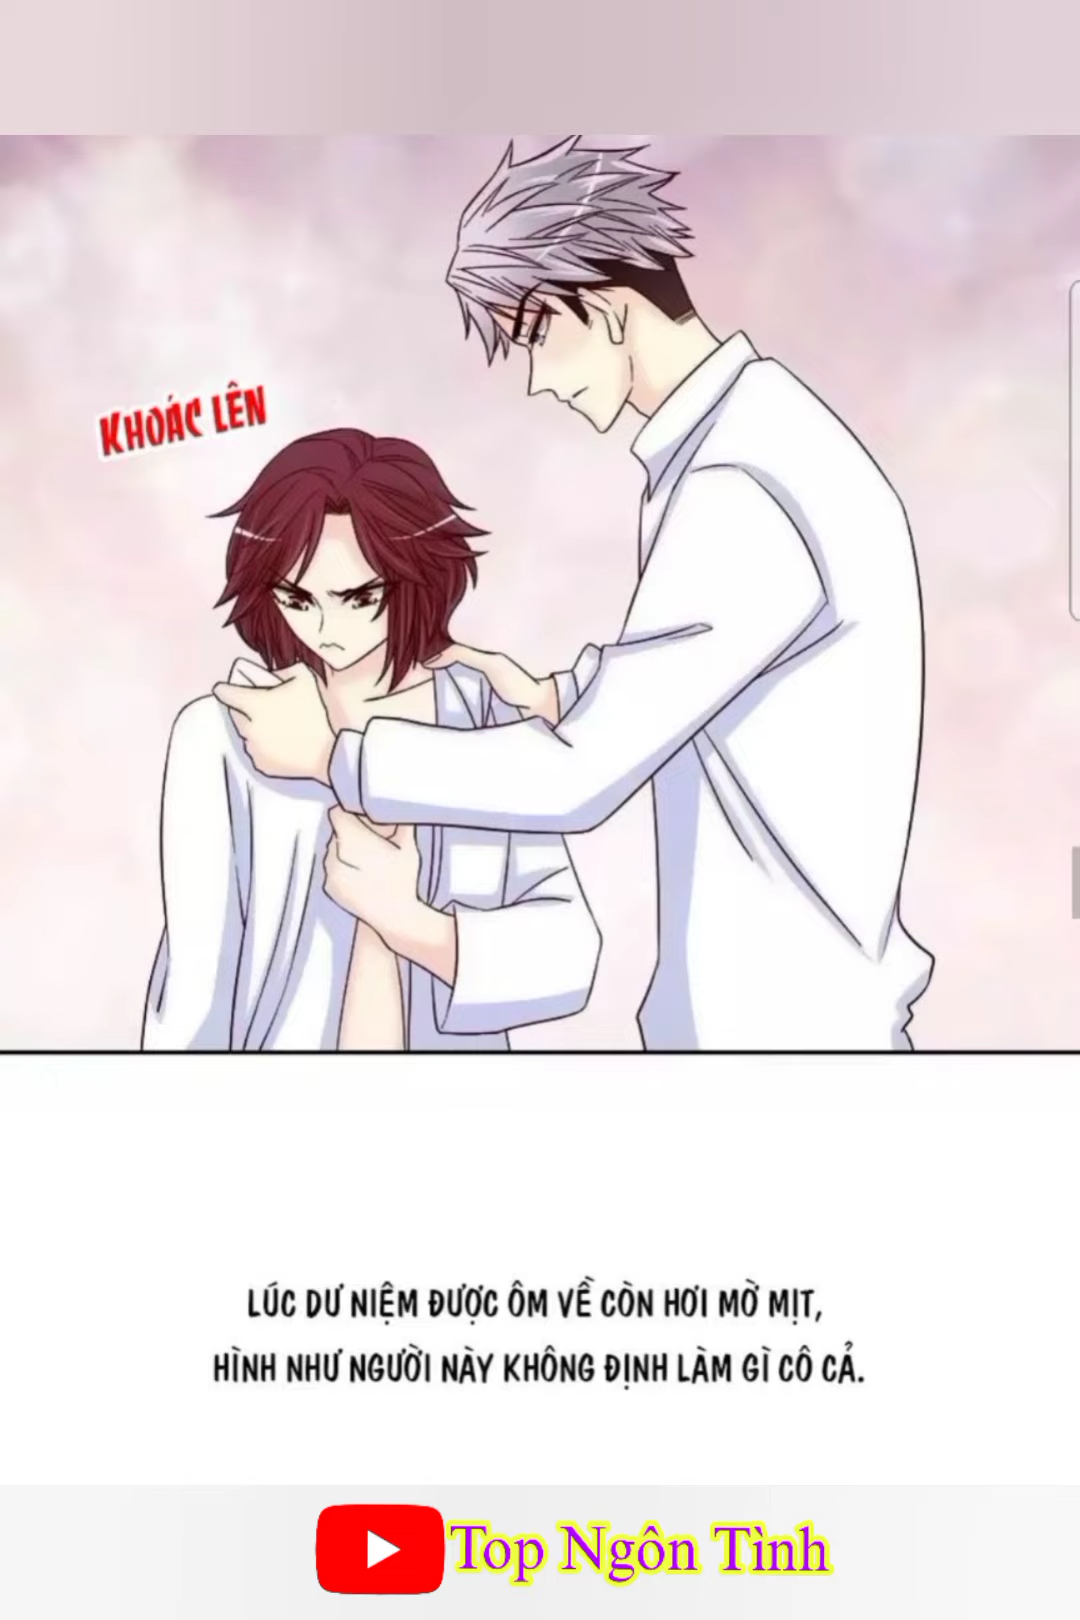 KHOÁC LÊN
LÚC DƯ NIỆM ĐƯỢC ÔM VỀ CÒN HƠI MỜ MỊT,
HÌNH NHƯ NGƯỜI NÀY KHÔNG ĐỊNH LÀM GÌ CÔ CẢ.
Top Ngôn Tình